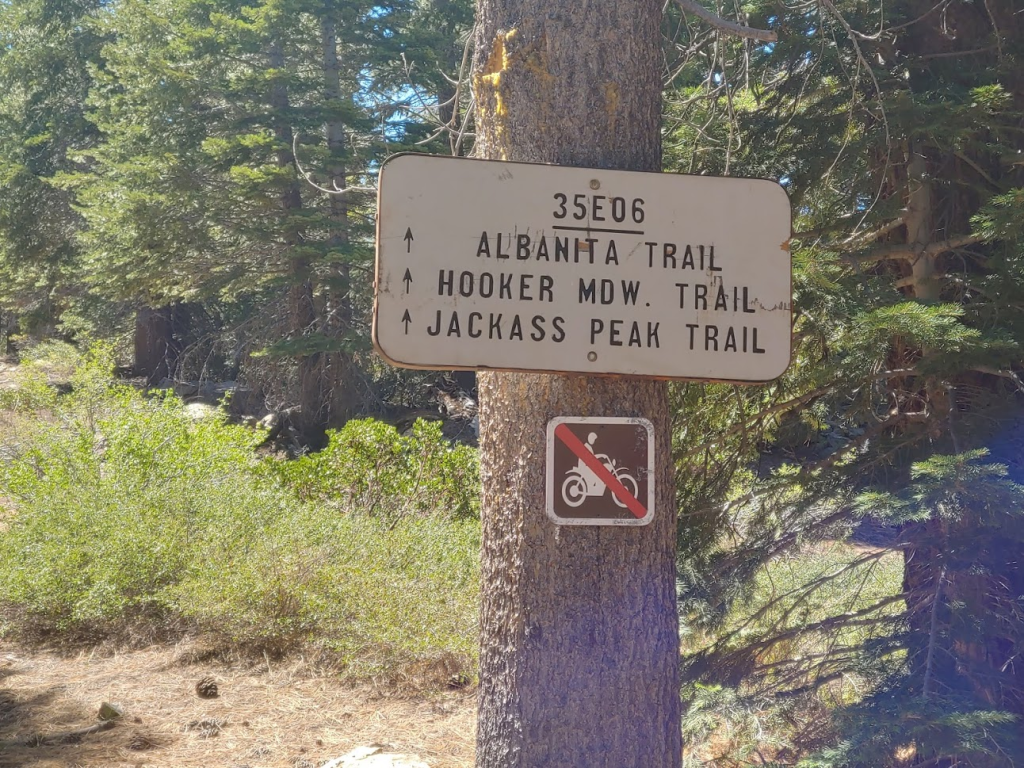 35E06
↑ ALBANITA TRAIL
↑ HOOKER MDW. TRAIL
↑ JACKASS PEAK TRAIL